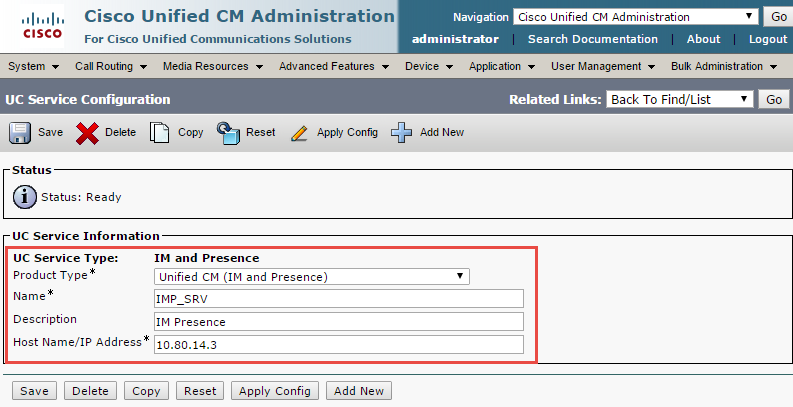 Cisco Unified CM Administration
Navigation Cisco Unified CM Administration Go
CISCO
For Cisco Unified Communications Solutions
administrator | Search Documentation | About | Logout
System Call Routing Media Resources Advanced Features Device Application User Management Bulk Administration
UC Service Configuration
Related Links: Back To Find/List Go
Save Delete Copy Reset Apply Config Add New
Status
Status: Ready
UC Service Information
UC Service Type: IM and Presence
Product Type* Unified CM (IM and Presence)
Name* IMP_SRV
Description IM Presence
Host Name/IP Address* 10.80.14.3
Save Delete Copy Reset Apply Config Add New